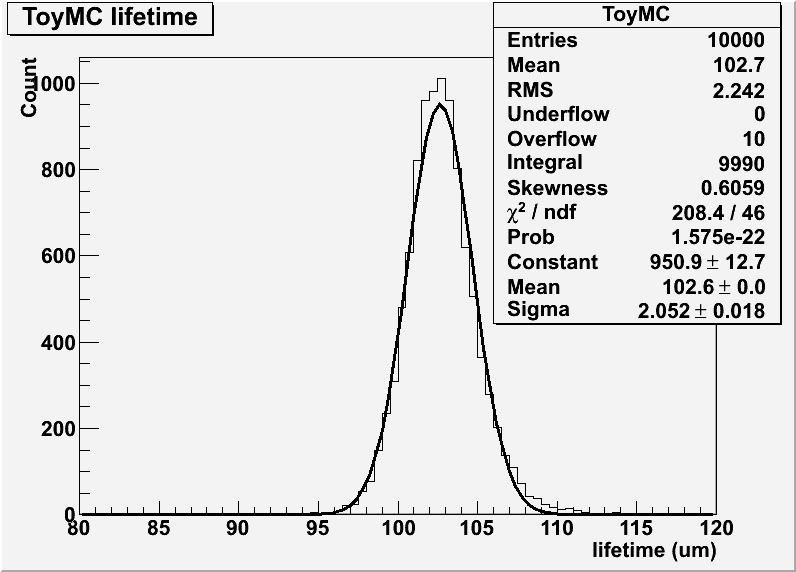 ToyMC lifetime
ToyMC
Entries 10000
Mean 102.7
RMS 2.242
Underflow 0
Overflow 10
Integral 9990
Skewness 0.6059
χ² / ndf 208.4 / 46
Prob 1.575e-22
Constant 950.9 ± 12.7
Mean 102.6 ± 0.0
Sigma 2.052 ± 0.018
Count
1000
800
600
400
200
0
80 85 90 95 100 105 110 115 120
lifetime (um)